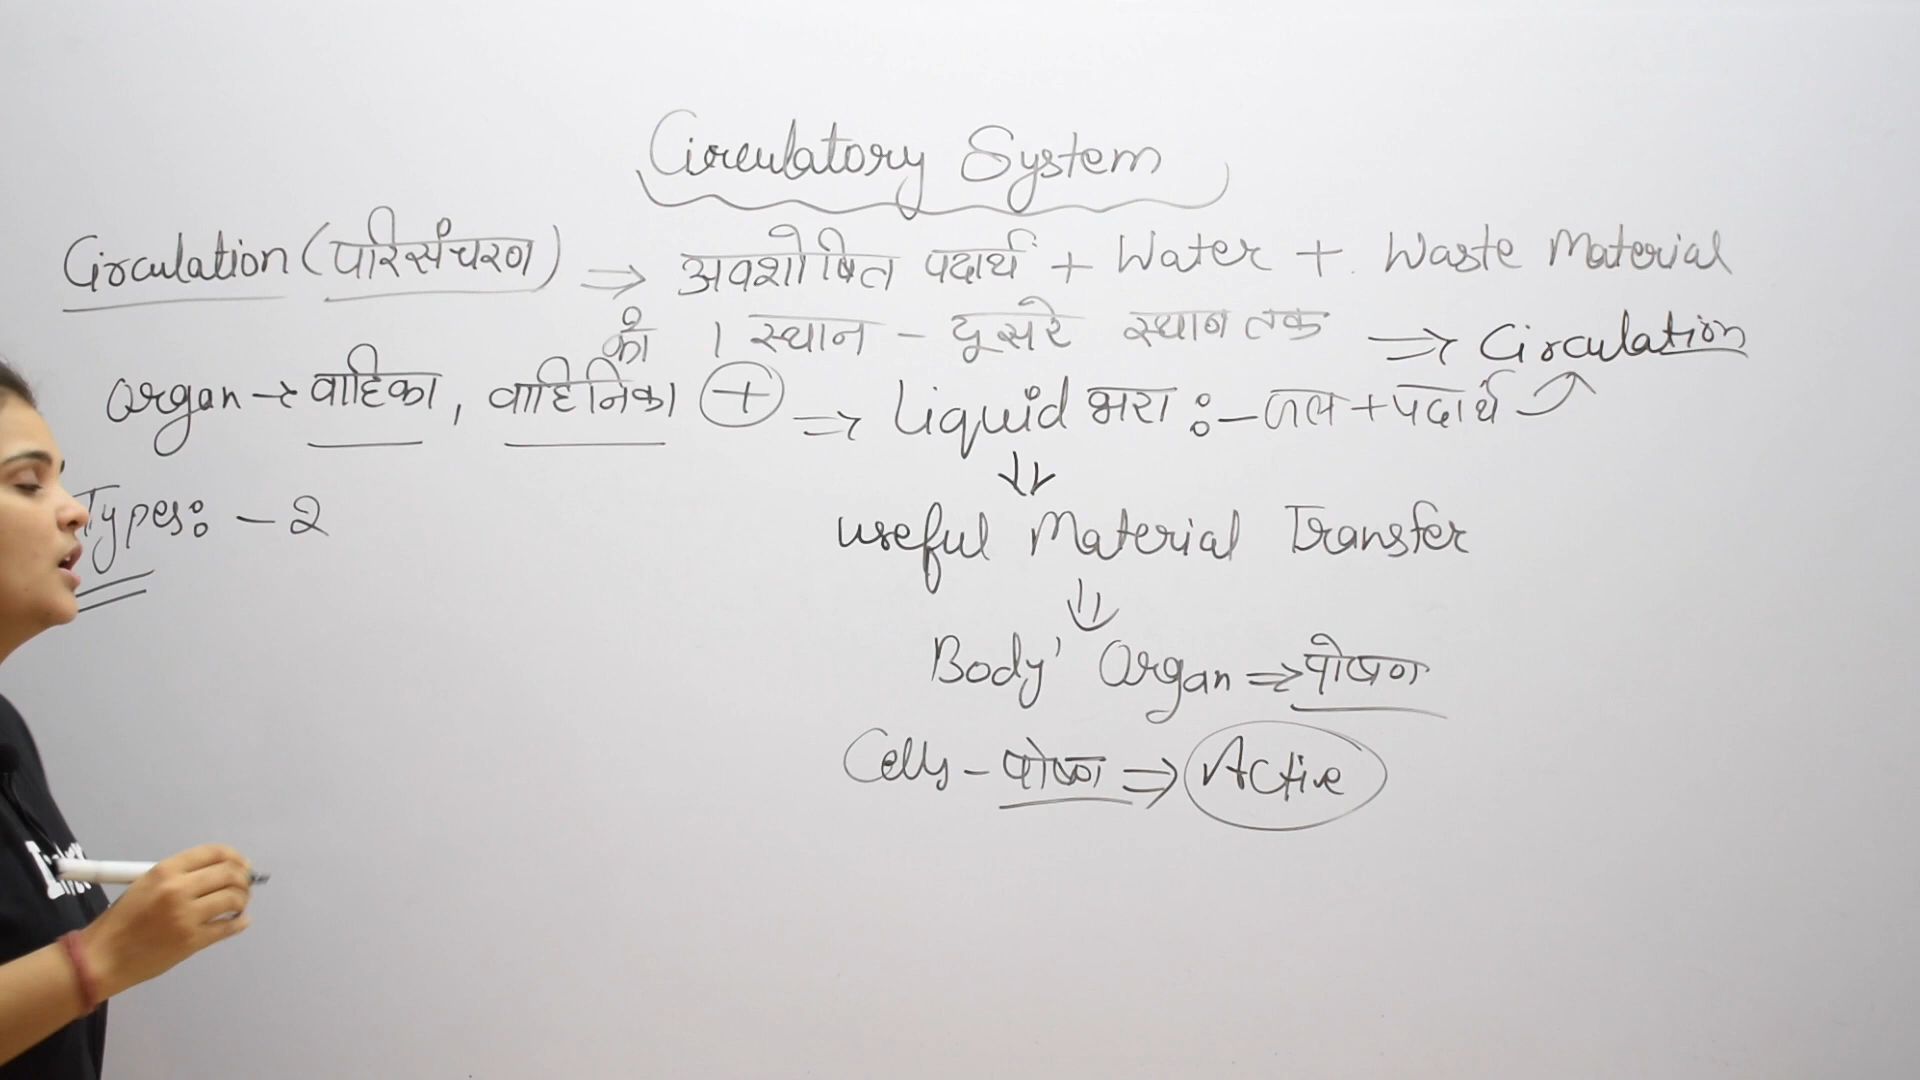 Circulatory System
Circulation (परिसंचरण) ⇒ अवशोषित पदार्थ + Water + Waste Material
को 1 स्थान - दूसरे स्थान तक ⇒ Circulation
Organ → वाहिका, वाहिनिका + ⇒ Liquid भरा :- जल + पदार्थ
Types: - 2
useful Material Transfer
Body' Organ ⇒ पोषण
Cells - पोषण ⇒ Active